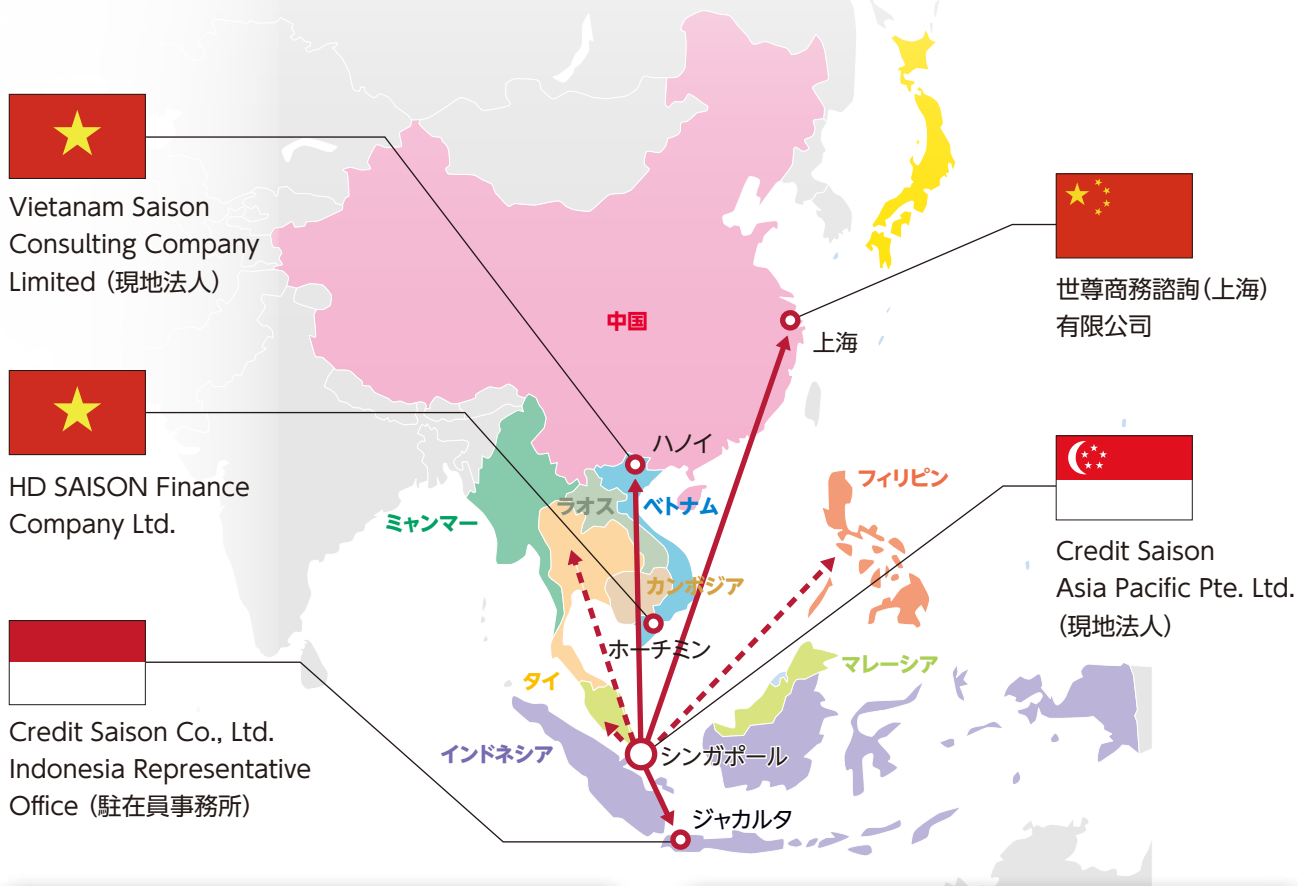 Vietanam Saison
Consulting Company
Limited（現地法人）
HD SAISON Finance
Company Ltd.
Credit Saison Co., Ltd.
Indonesia Representative
Office（駐在員事務所）
中国
上海
ハノイ
ラオス
ベトナム
ミャンマー
カンボジア
ホーチミン
タイ
フィリピン
マレーシア
インドネシア
シンガポール
ジャカルタ
世尊商務諮詢（上海）
有限公司
Credit Saison
Asia Pacific Pte. Ltd.
（現地法人）